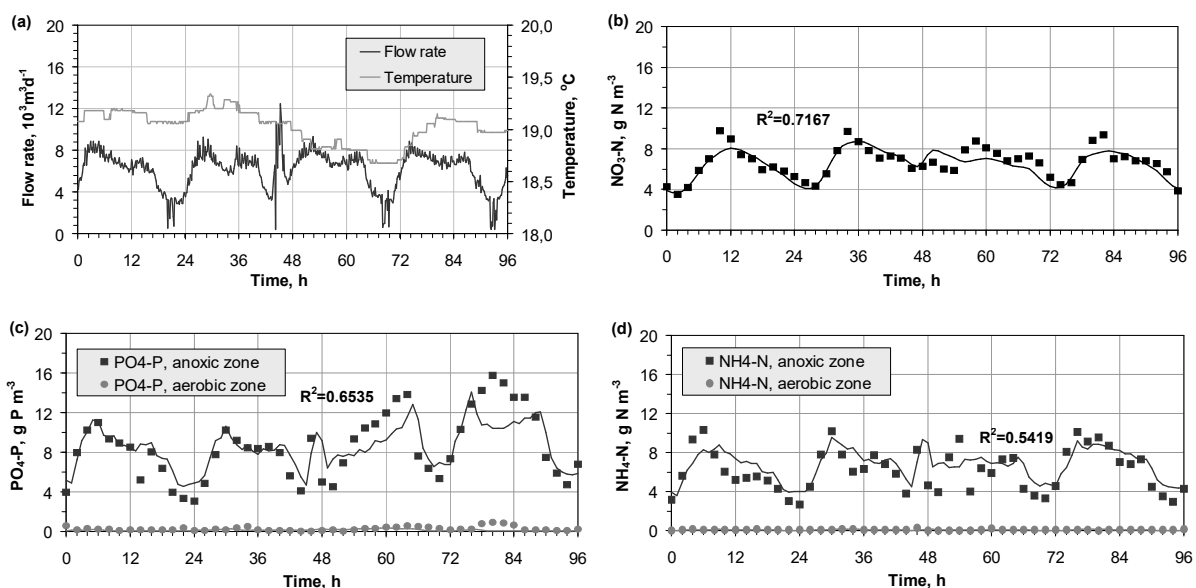 (a)
20
16
12
8
4
0
Flow rate, 10³m³d⁻¹
Flow rate
Temperature
20,0
19,5
19,0
18,5
18,0
Temperature, °C
0 12 24 36 48 60 72 84 96
Time, h
(b)
20
16
12
8
4
0
NO₃-N, g N m⁻³
R²=0.7167
0 12 24 36 48 60 72 84 96
Time, h
(c)
20
16
12
8
4
0
PO₄-P, g P m⁻³
PO4-P, anoxic zone
PO4-P, aerobic zone
R²=0.6535
0 12 24 36 48 60 72 84 96
Time, h
(d)
20
16
12
8
4
0
NH₄-N, g N m⁻³
NH4-N, anoxic zone
NH4-N, aerobic zone
R²=0.5419
0 12 24 36 48 60 72 84 96
Time, h